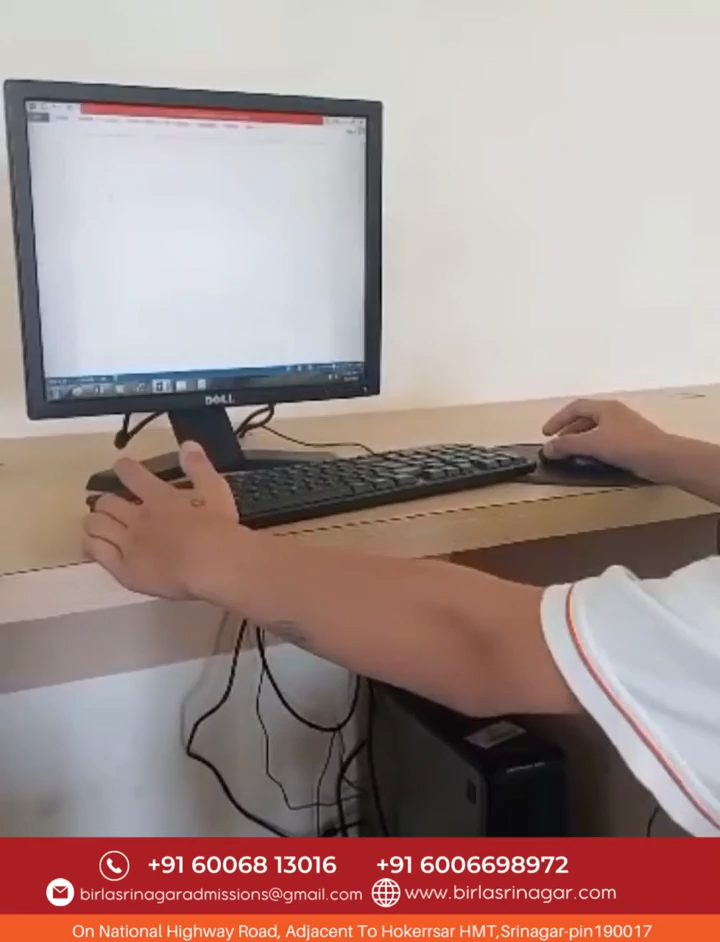 DELL
+91 60068 13016 +91 6006698972
birlasrinagaradmissions@gmail.com www.birlasrinagar.com
On National Highway Road, Adjacent To Hokerrsar HMT,Srinagar-pin190017